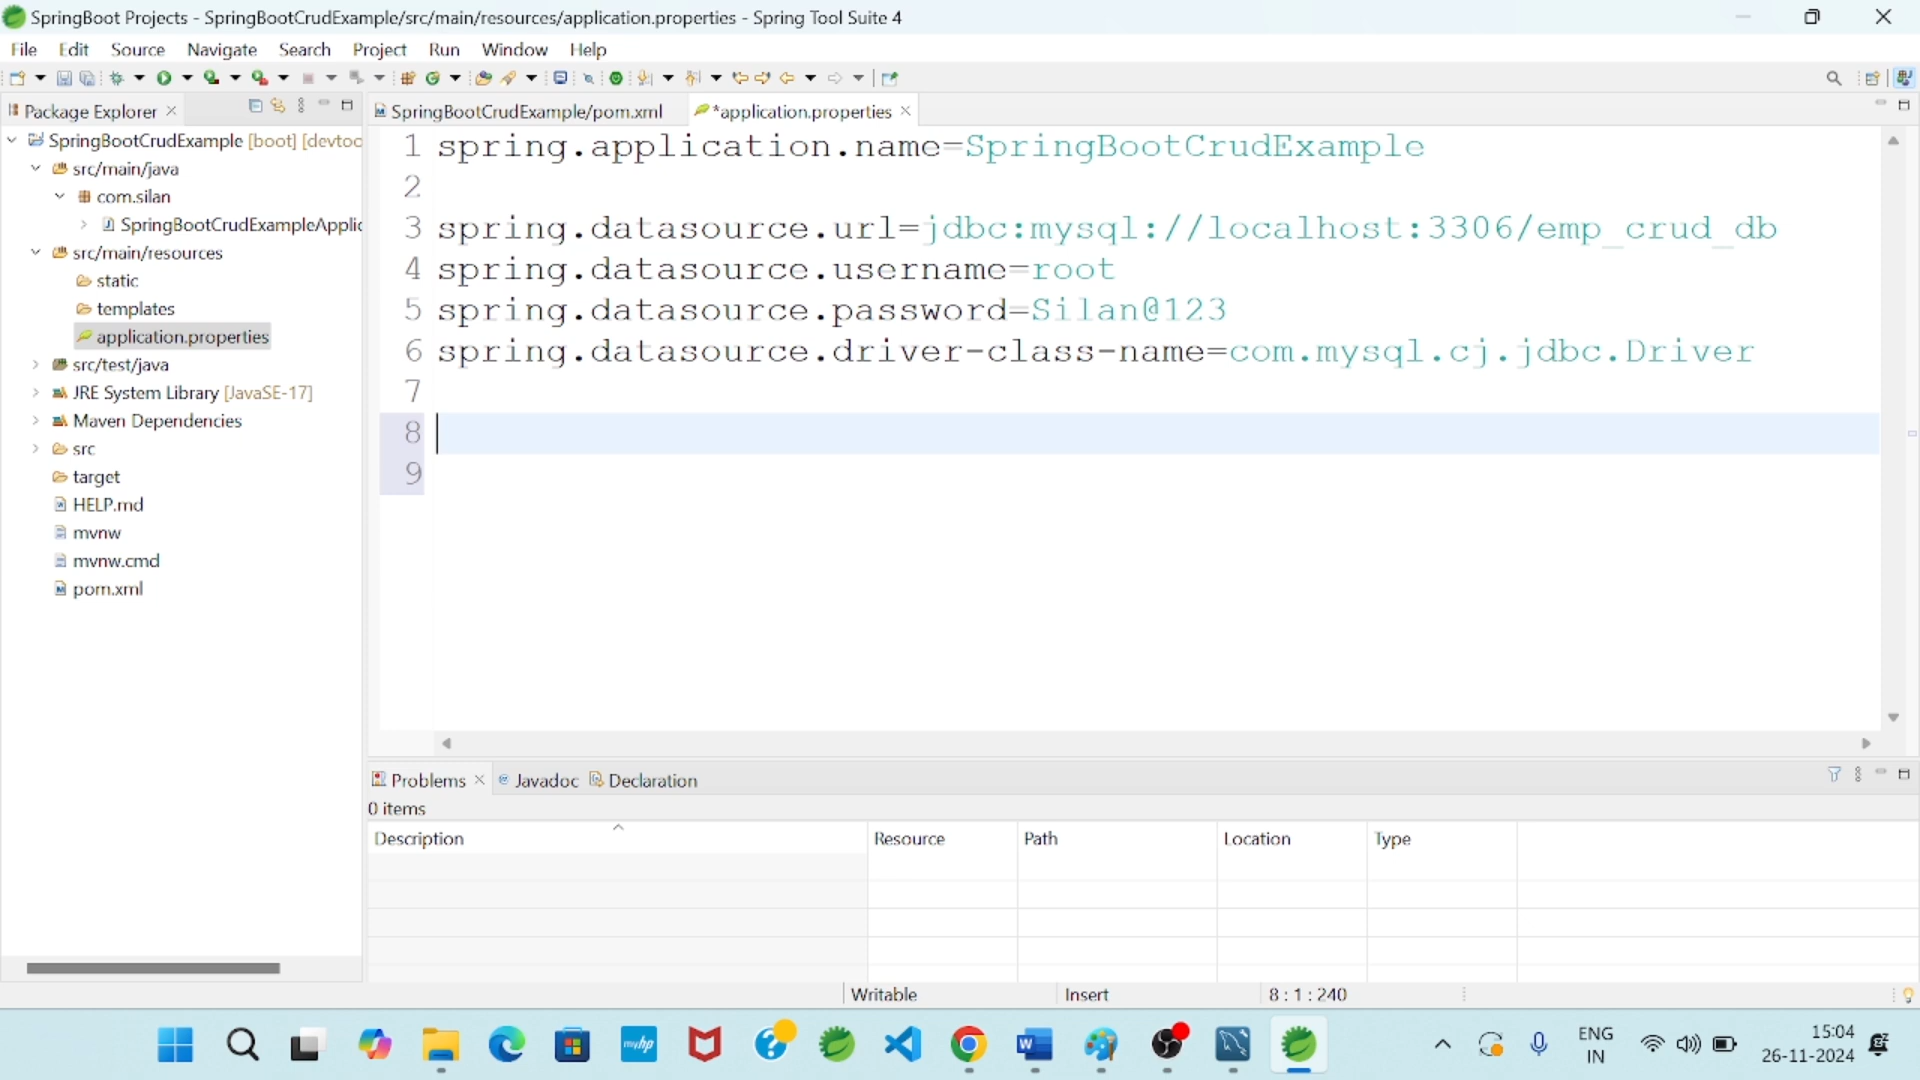 SpringBoot Projects - SpringBootCrudExample/src/main/resources/application.properties - Spring Tool Suite 4
File Edit Source Navigate Search Project Run Window Help
Package Explorer
SpringBootCrudExample [boot] [devtoo
src/main/java
com.silan
SpringBootCrudExampleApplic
src/main/resources
static
templates
application.properties
src/test/java
JRE System Library [JavaSE-17]
Maven Dependencies
src
target
HELP.md
mvnw
mvnw.cmd
pom.xml
SpringBootCrudExample/pom.xml *application.properties
1 spring.application.name=SpringBootCrudExample
2
3 spring.datasource.url=jdbc:mysql://localhost:3306/emp_crud_db
4 spring.datasource.username=root
5 spring.datasource.password=Silan@123
6 spring.datasource.driver-class-name=com.mysql.cj.jdbc.Driver
7
8
9
Problems Javadoc Declaration
0 items
Description Resource Path Location Type
Writable Insert 8 : 1 : 240
myhp
ENG
IN
15:04
26-11-2024